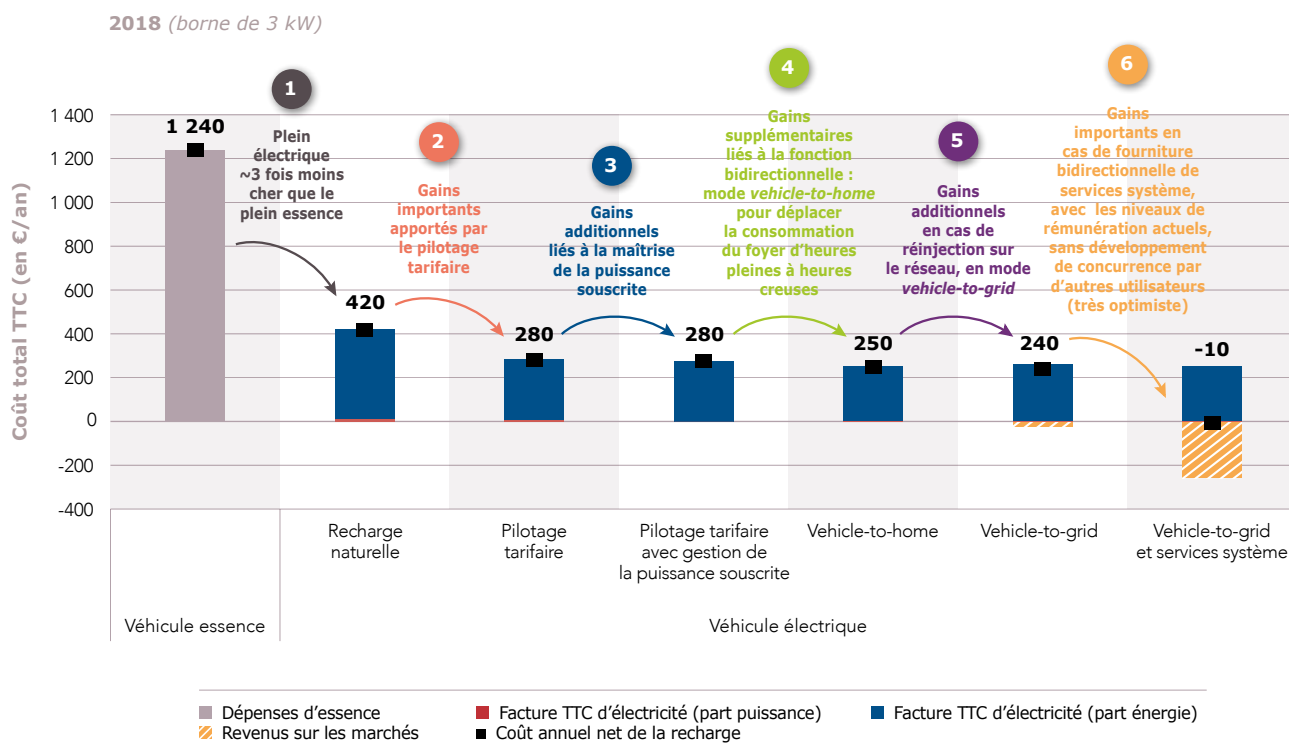 2018 (borne de 3 kW)
Coût total TTC (en €/an)
1 400
1 200
1 000
800
600
400
200
0
-200
-400
1 240
1
Plein
électrique
~3 fois moins
cher que le
plein essence
420
2
Gains
importants
apportés par
le pilotage
tarifaire
280
3
Gains
additionnels
liés à la maîtrise
de la puissance
souscrite
280
4
Gains
supplémentaires
liés à la fonction
bidirectionnelle :
mode vehicle-to-home
pour déplacer
la consommation
du foyer d'heures
pleines à heures
creuses
250
5
Gains
additionnels
en cas de
réinjection sur
le réseau, en mode
vehicle-to-grid
240
6
Gains
importants en
cas de fourniture
bidirectionnelle de
services système,
avec les niveaux de
rémunération actuels,
sans développement
de concurrence par
d'autres utilisateurs
(très optimiste)
-10
Recharge
naturelle
Pilotage
tarifaire
Pilotage tarifaire
avec gestion de
la puissance souscrite
Vehicle-to-home
Vehicle-to-grid
Vehicle-to-grid
et services système
Véhicule essence
Véhicule électrique
Dépenses d'essence
Facture TTC d'électricité (part puissance)
Facture TTC d'électricité (part énergie)
Revenus sur les marchés
Coût annuel net de la recharge